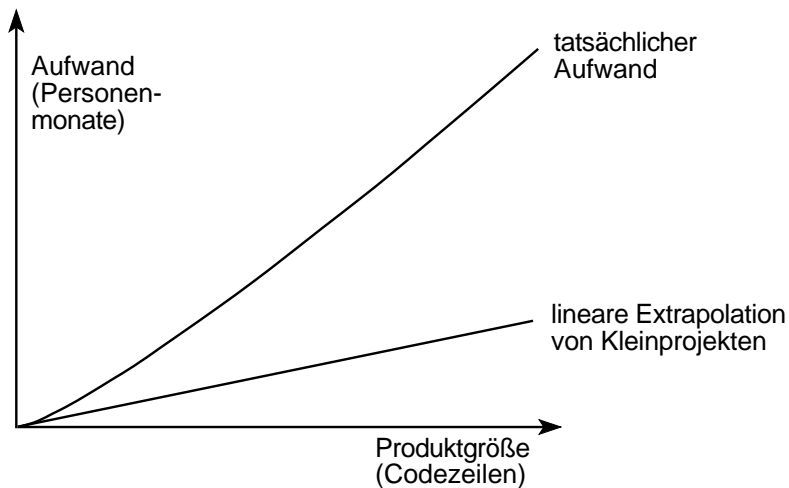 Aufwand
(Personen-
monate)
tatsächlicher
Aufwand
lineare Extrapolation
von Kleinprojekten
Produktgröße
(Codezeilen)